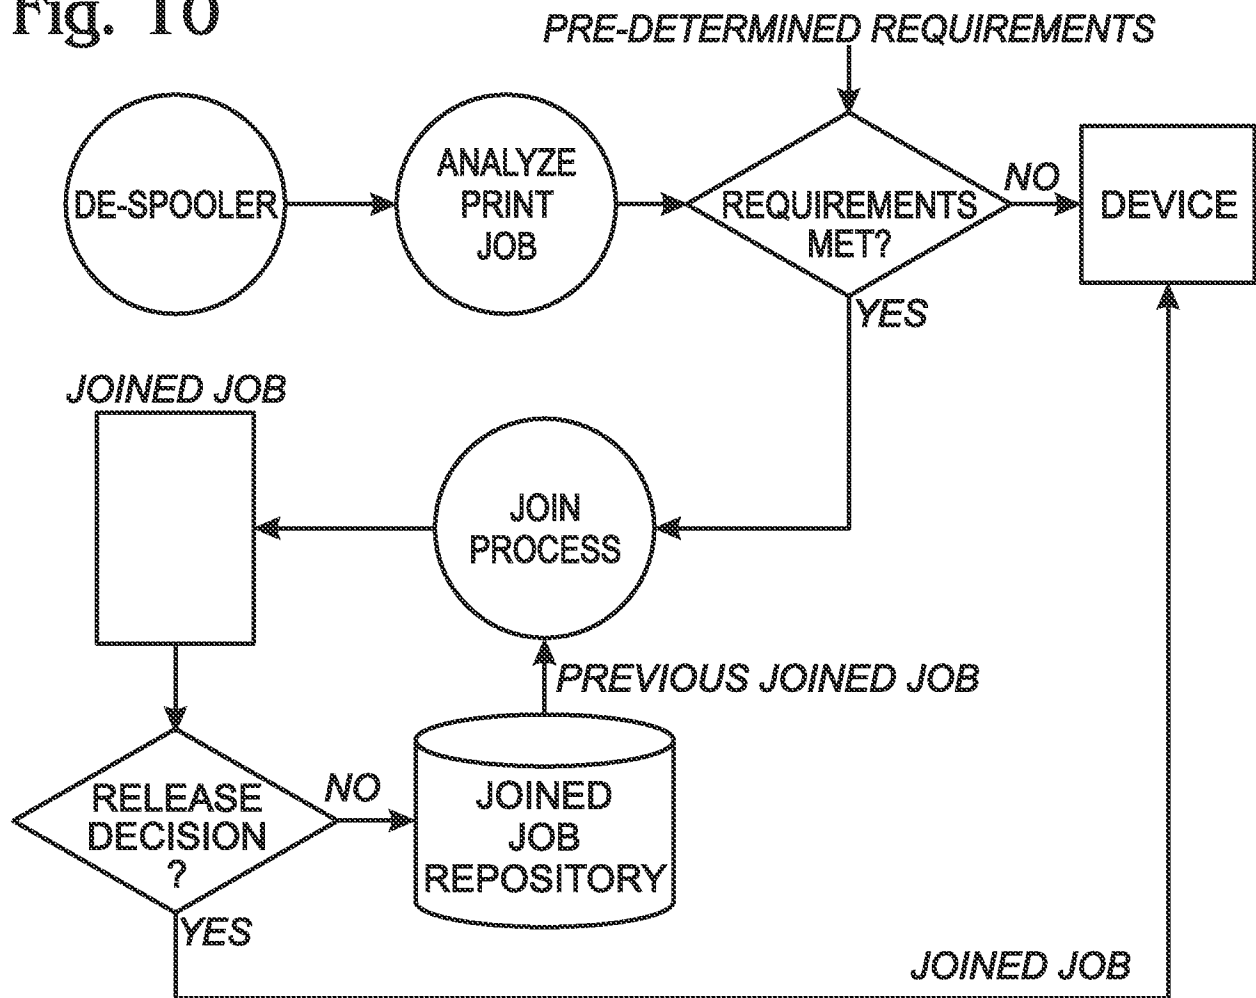 Fig. 10
PRE-DETERMINED REQUIREMENTS
DE-SPOOLER
ANALYZE
PRINT
JOB
REQUIREMENTS
MET?
NO
DEVICE
YES
JOINED JOB
JOIN
PROCESS
PREVIOUS JOINED JOB
RELEASE
DECISION
?
NO
JOINED
JOB
REPOSITORY
YES
JOINED JOB